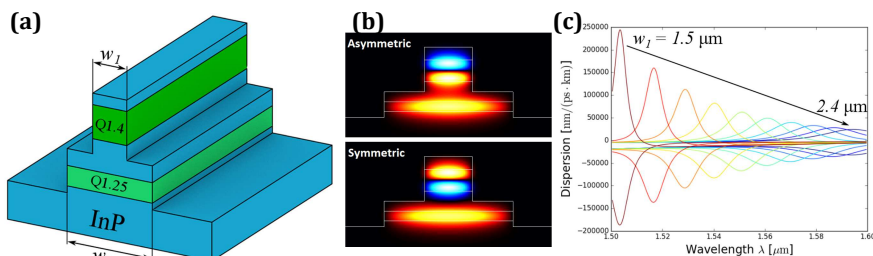 (a)
w1
Q1.4
Q1.25
InP
w
(b)
Asymmetric
Symmetric
(c)
250000
200000
150000
100000
50000
0
−50000
−100000
−150000
−200000
1.50
1.52
1.54
1.56
1.58
1.60
Dispersion [nm/(ps · km)]
Wavelength λ [μm]
w1 = 1.5 μm
2.4 μm